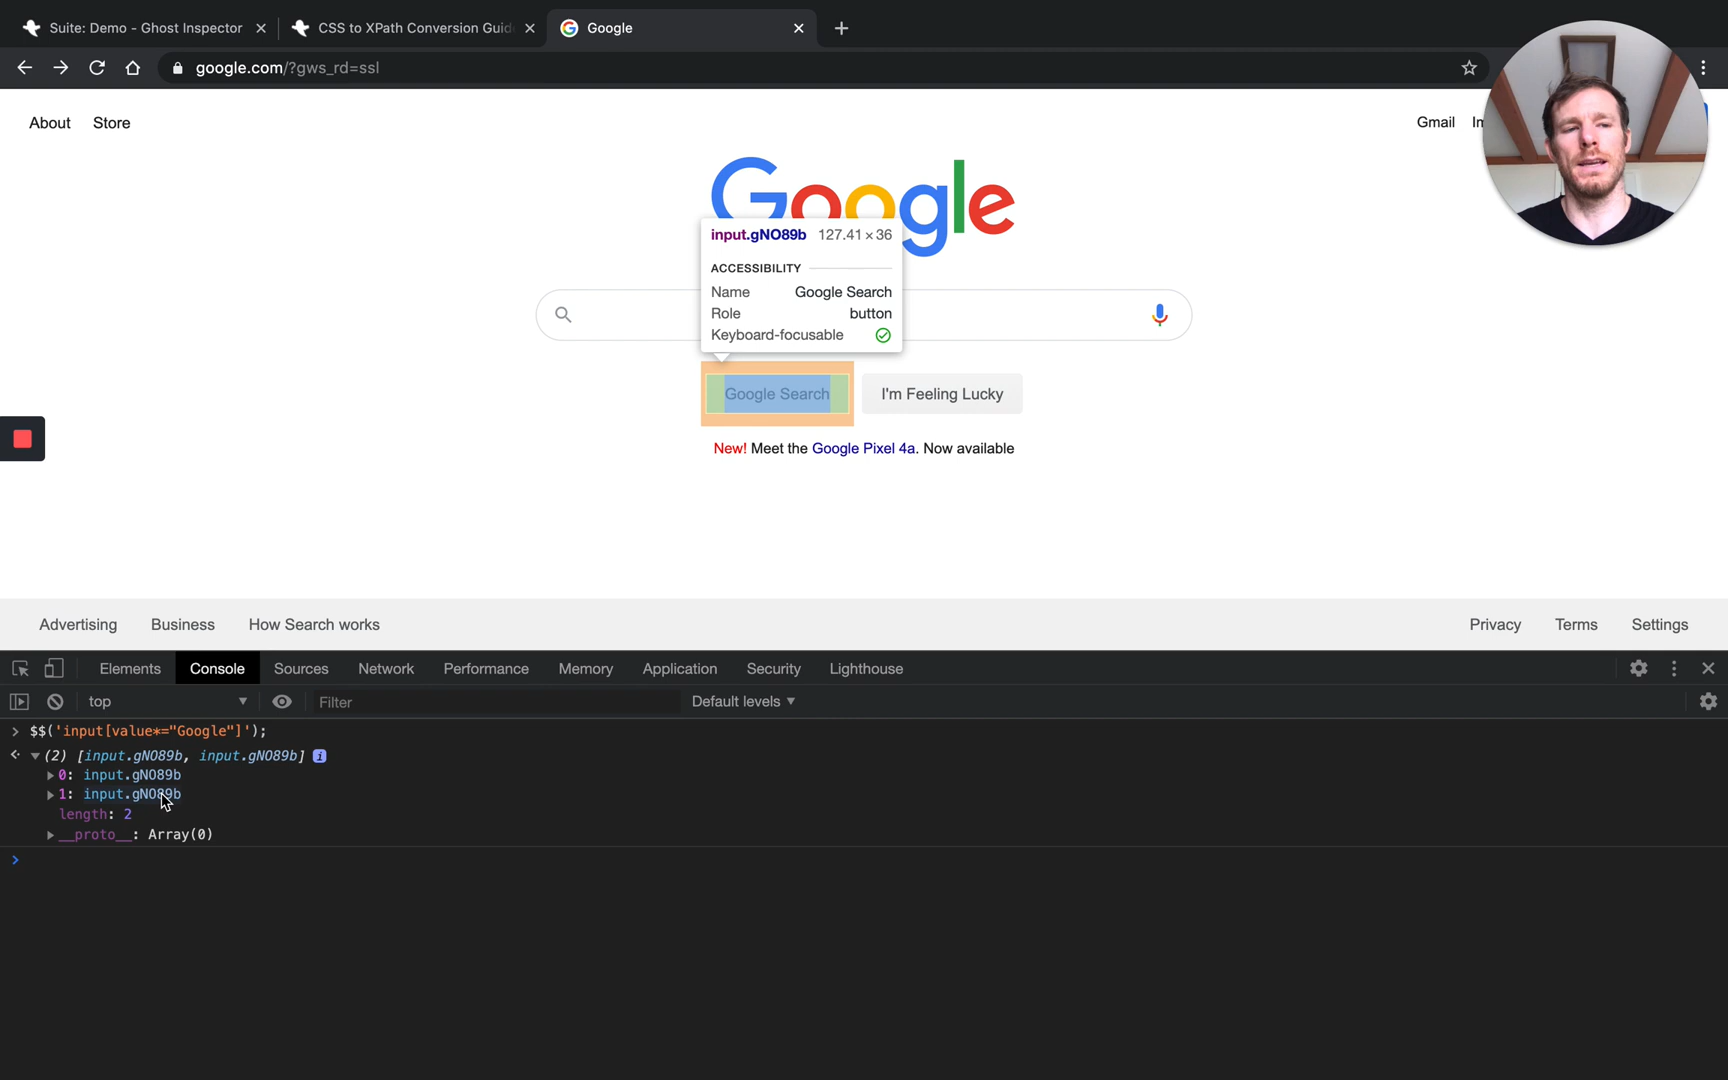 Suite: Demo - Ghost Inspector
CSS to XPath Conversion Guid
Google
google.com/?gws_rd=ssl
About Store
Gmail
Google
input.gNO89b 127.41 × 36
ACCESSIBILITY
Name Google Search
Role button
Keyboard-focusable
Google Search I'm Feeling Lucky
New! Meet the Google Pixel 4a. Now available
Advertising Business How Search works Privacy Terms Settings
Elements Console Sources Network Performance Memory Application Security Lighthouse
top Filter Default levels
> $$('input[value*="Google"]');
(2) [input.gNO89b, input.gNO89b] i
0: input.gNO89b
1: input.gNO89b
length: 2
__proto__: Array(0)
>